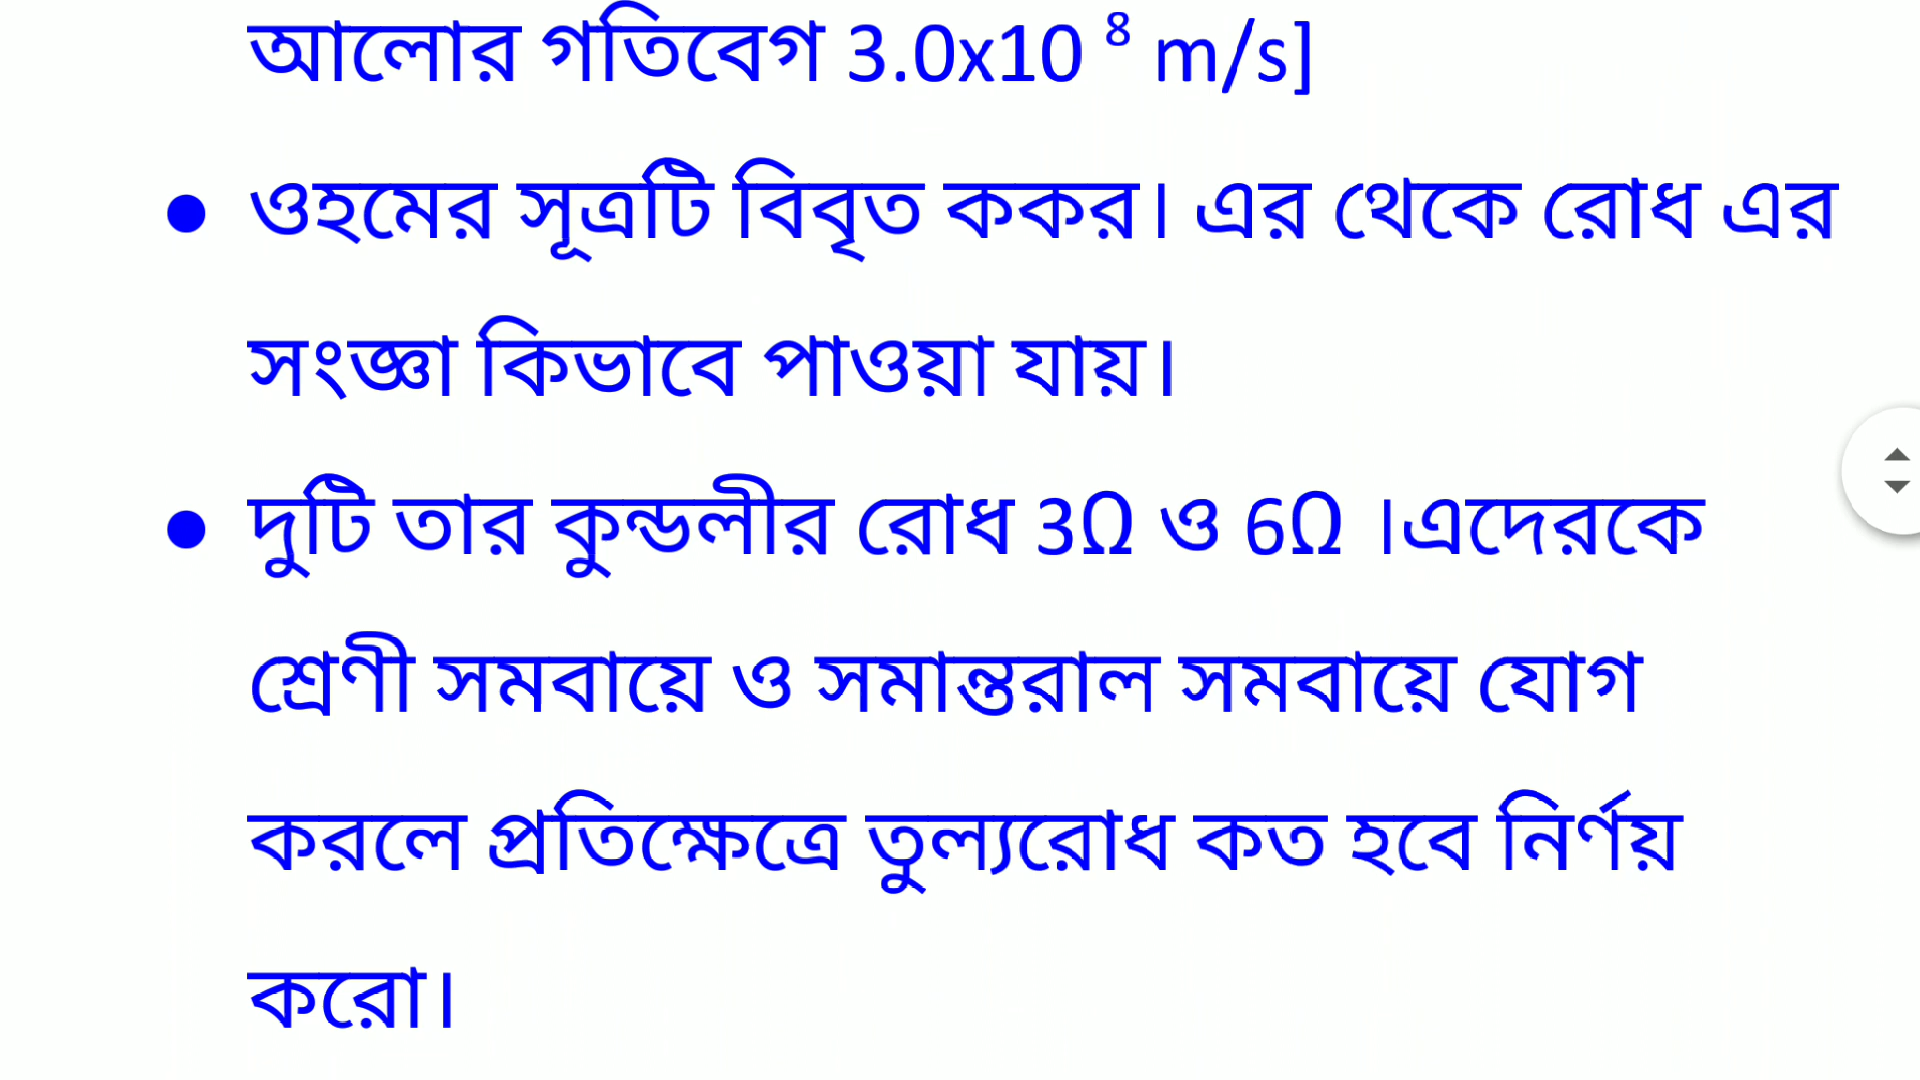 আলোর গতিবেগ 3.0x10 ⁸ m/s]
● ওহমের সূত্রটি বিবৃত ককর। এর থেকে রোধ এর
সংজ্ঞা কিভাবে পাওয়া যায়।
● দুটি তার কুন্ডলীর রোধ 3Ω ও 6Ω ।এদেরকে
শ্রেণী সমবায়ে ও সমান্তরাল সমবায়ে যোগ
করলে প্রতিক্ষেত্রে তুল্যরোধ কত হবে নির্ণয়
করো।